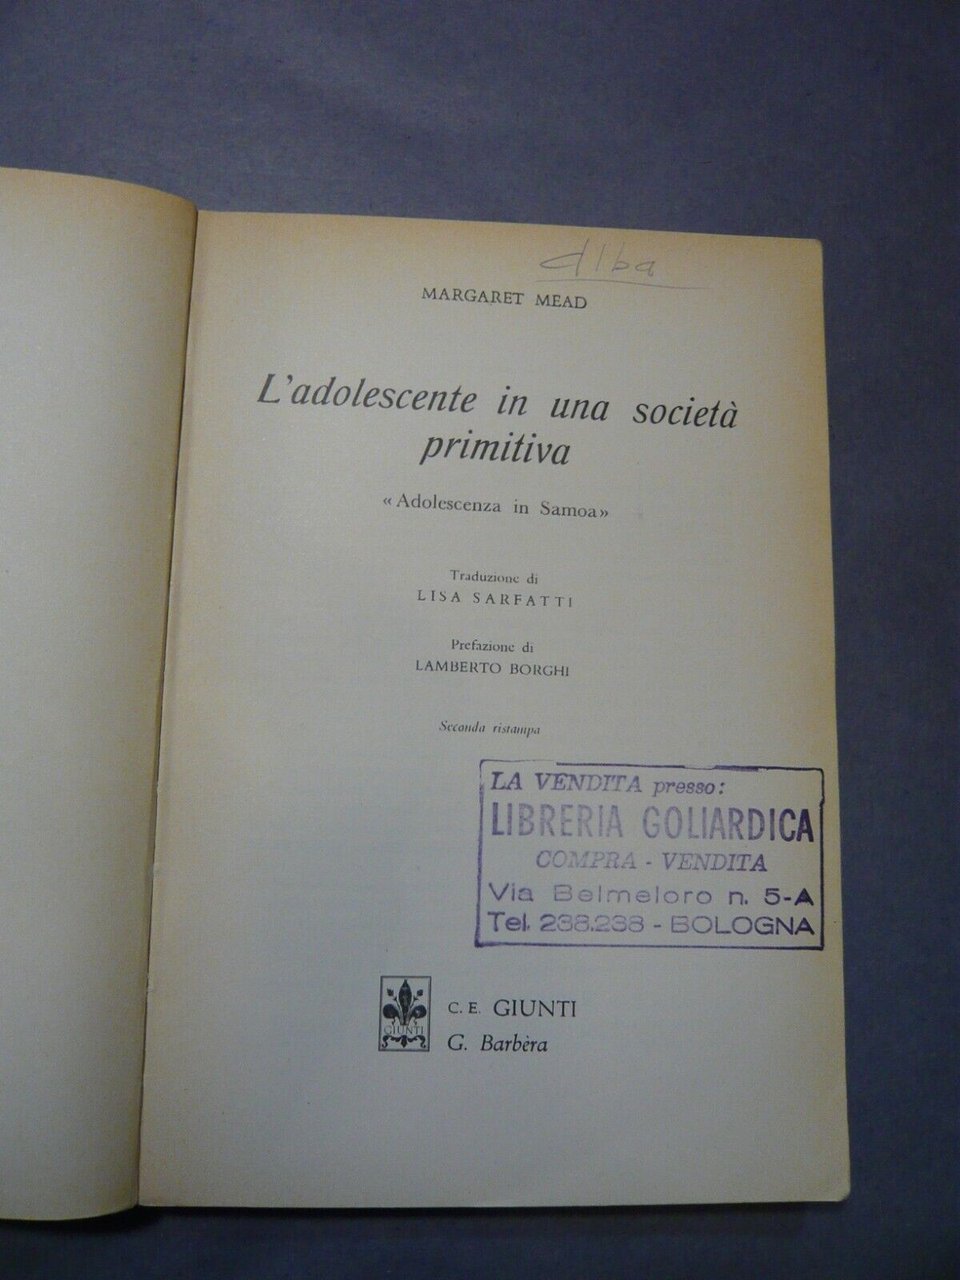 alba
MARGARET MEAD
L'adolescente in una società
primitiva
«Adolescenza in Samoa»
Traduzione di
LISA SARFATTI
Prefazione di
LAMBERTO BORGHI
Seconda ristampa
LA VENDITA presso:
LIBRERIA GOLIARDICA
COMPRA - VENDITA
Via Belmeloro n. 5-A
Tel. 238.238 - BOLOGNA
GIUNTI
C. E. GIUNTI
G. Barbèra